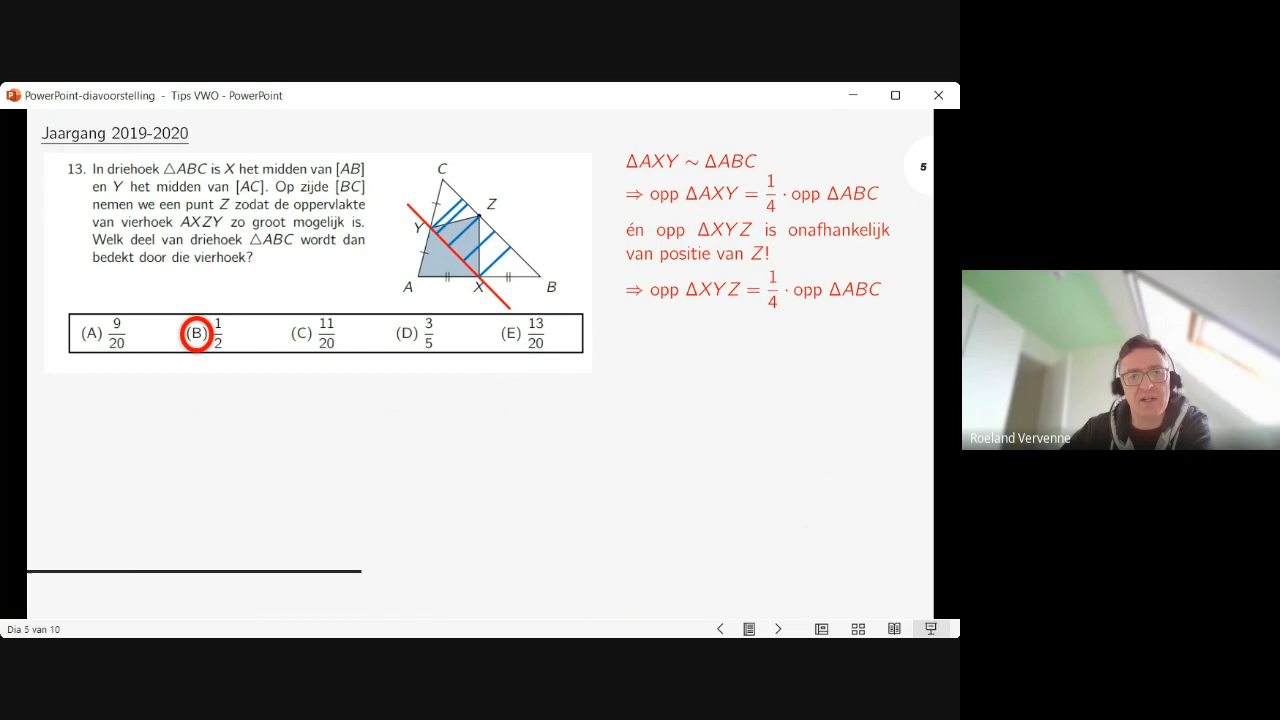 PowerPoint-diavoorstelling - Tips VWO - PowerPoint
Jaargang 2019-2020
5
13. In driehoek △ABC is X het midden van [AB]
en Y het midden van [AC]. Op zijde [BC]
nemen we een punt Z zodat de oppervlakte
van vierhoek AXZY zo groot mogelijk is.
Welk deel van driehoek △ABC wordt dan
bedekt door die vierhoek?
C
Z
Y
A
X
B
(A) 9/20 (B) 1/2 (C) 11/20 (D) 3/5 (E) 13/20
ΔAXY ∼ ΔABC
⇒ opp ΔAXY = 1/4 · opp ΔABC
én opp ΔXYZ is onafhankelijk
van positie van Z!
⇒ opp ΔXYZ = 1/4 · opp ΔABC
Roeland Vervenne
Dia 5 van 10